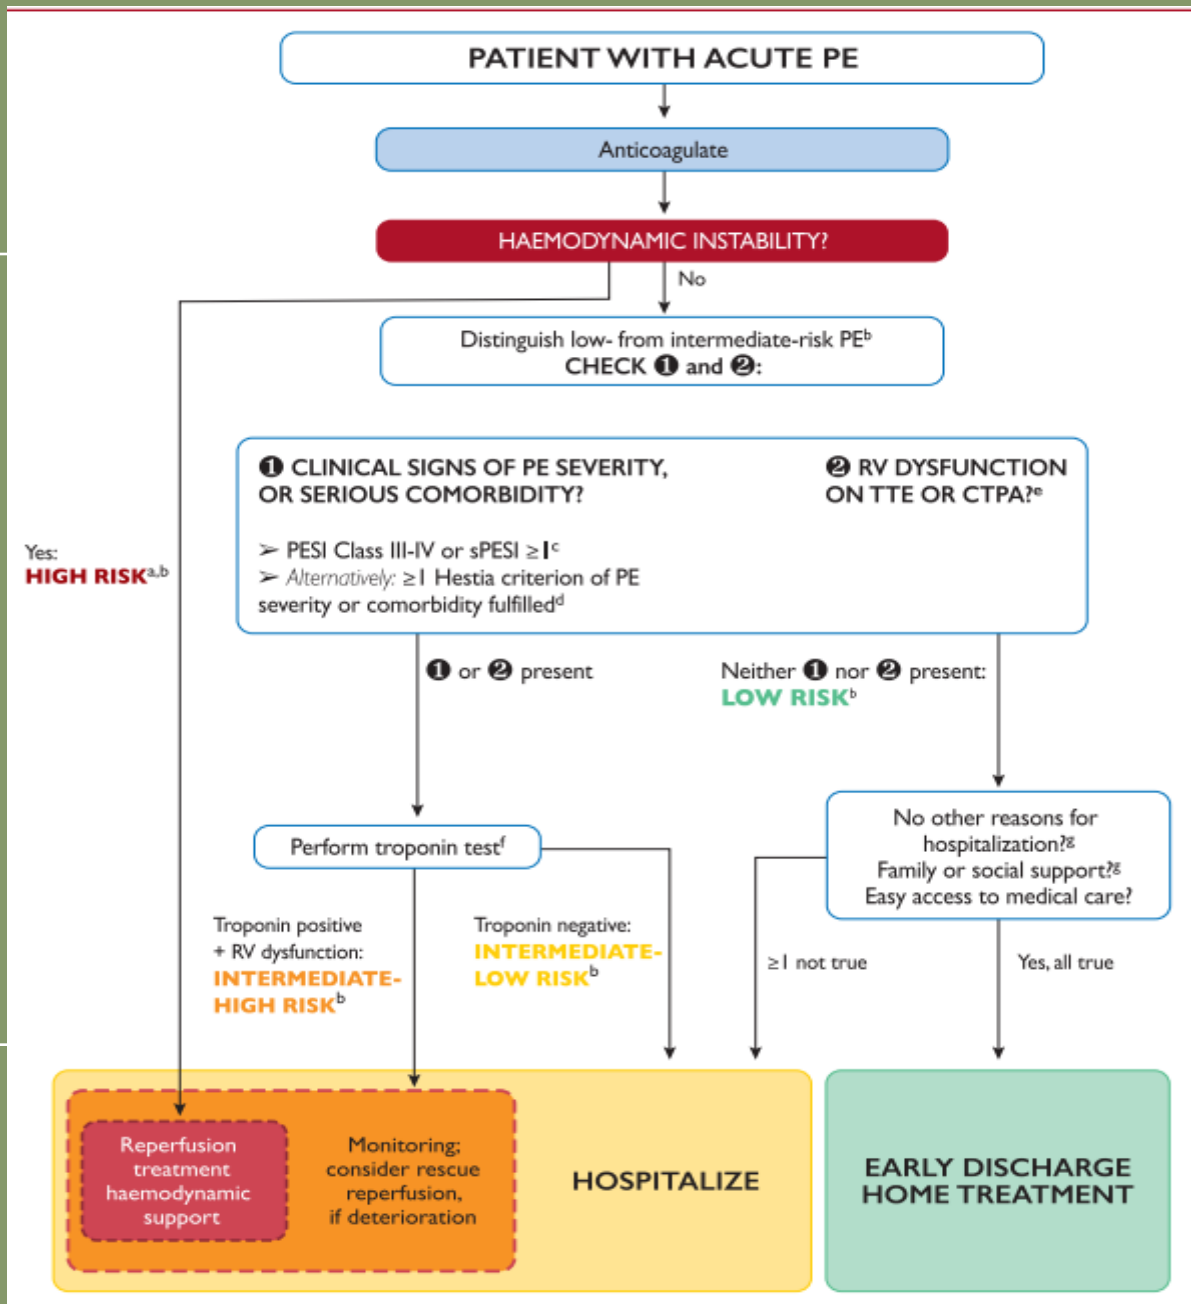 PATIENT WITH ACUTE PE
Anticoagulate
HAEMODYNAMIC INSTABILITY?
No
Distinguish low- from intermediate-risk PEᵇ
CHECK ❶ and ❷:
❶ CLINICAL SIGNS OF PE SEVERITY,
OR SERIOUS COMORBIDITY?
➢ PESI Class III-IV or sPESI ≥Iᶜ
➢ Alternatively: ≥I Hestia criterion of PE
severity or comorbidity fulfilledᵈ
❷ RV DYSFUNCTION
ON TTE OR CTPA?ᵉ
Yes:
HIGH RISKᵃ,ᵇ
❶ or ❷ present
Neither ❶ nor ❷ present:
LOW RISKᵇ
Perform troponin testᶠ
No other reasons for
hospitalization?ᵍ
Family or social support?ᵍ
Easy access to medical care?
Troponin positive
+ RV dysfunction:
INTERMEDIATE-
HIGH RISKᵇ
Troponin negative:
INTERMEDIATE-
LOW RISKᵇ
≥I not true
Yes, all true
Reperfusion
treatment
haemodynamic
support
Monitoring;
consider rescue
reperfusion,
if deterioration
HOSPITALIZE
EARLY DISCHARGE
HOME TREATMENT